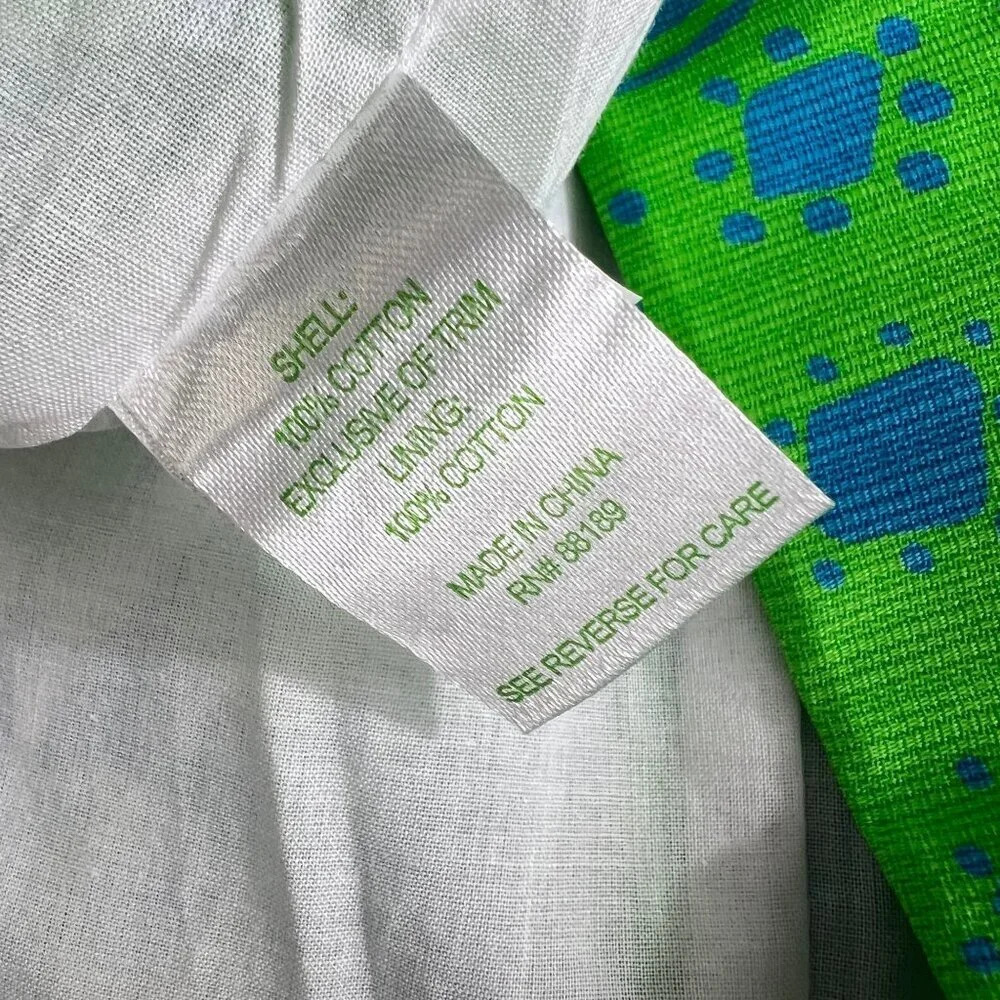 SHELL:
100% COTTON
EXCLUSIVE OF TRIM
LINING:
100% COTTON
MADE IN CHINA
RN# 88189
SEE REVERSE FOR CARE